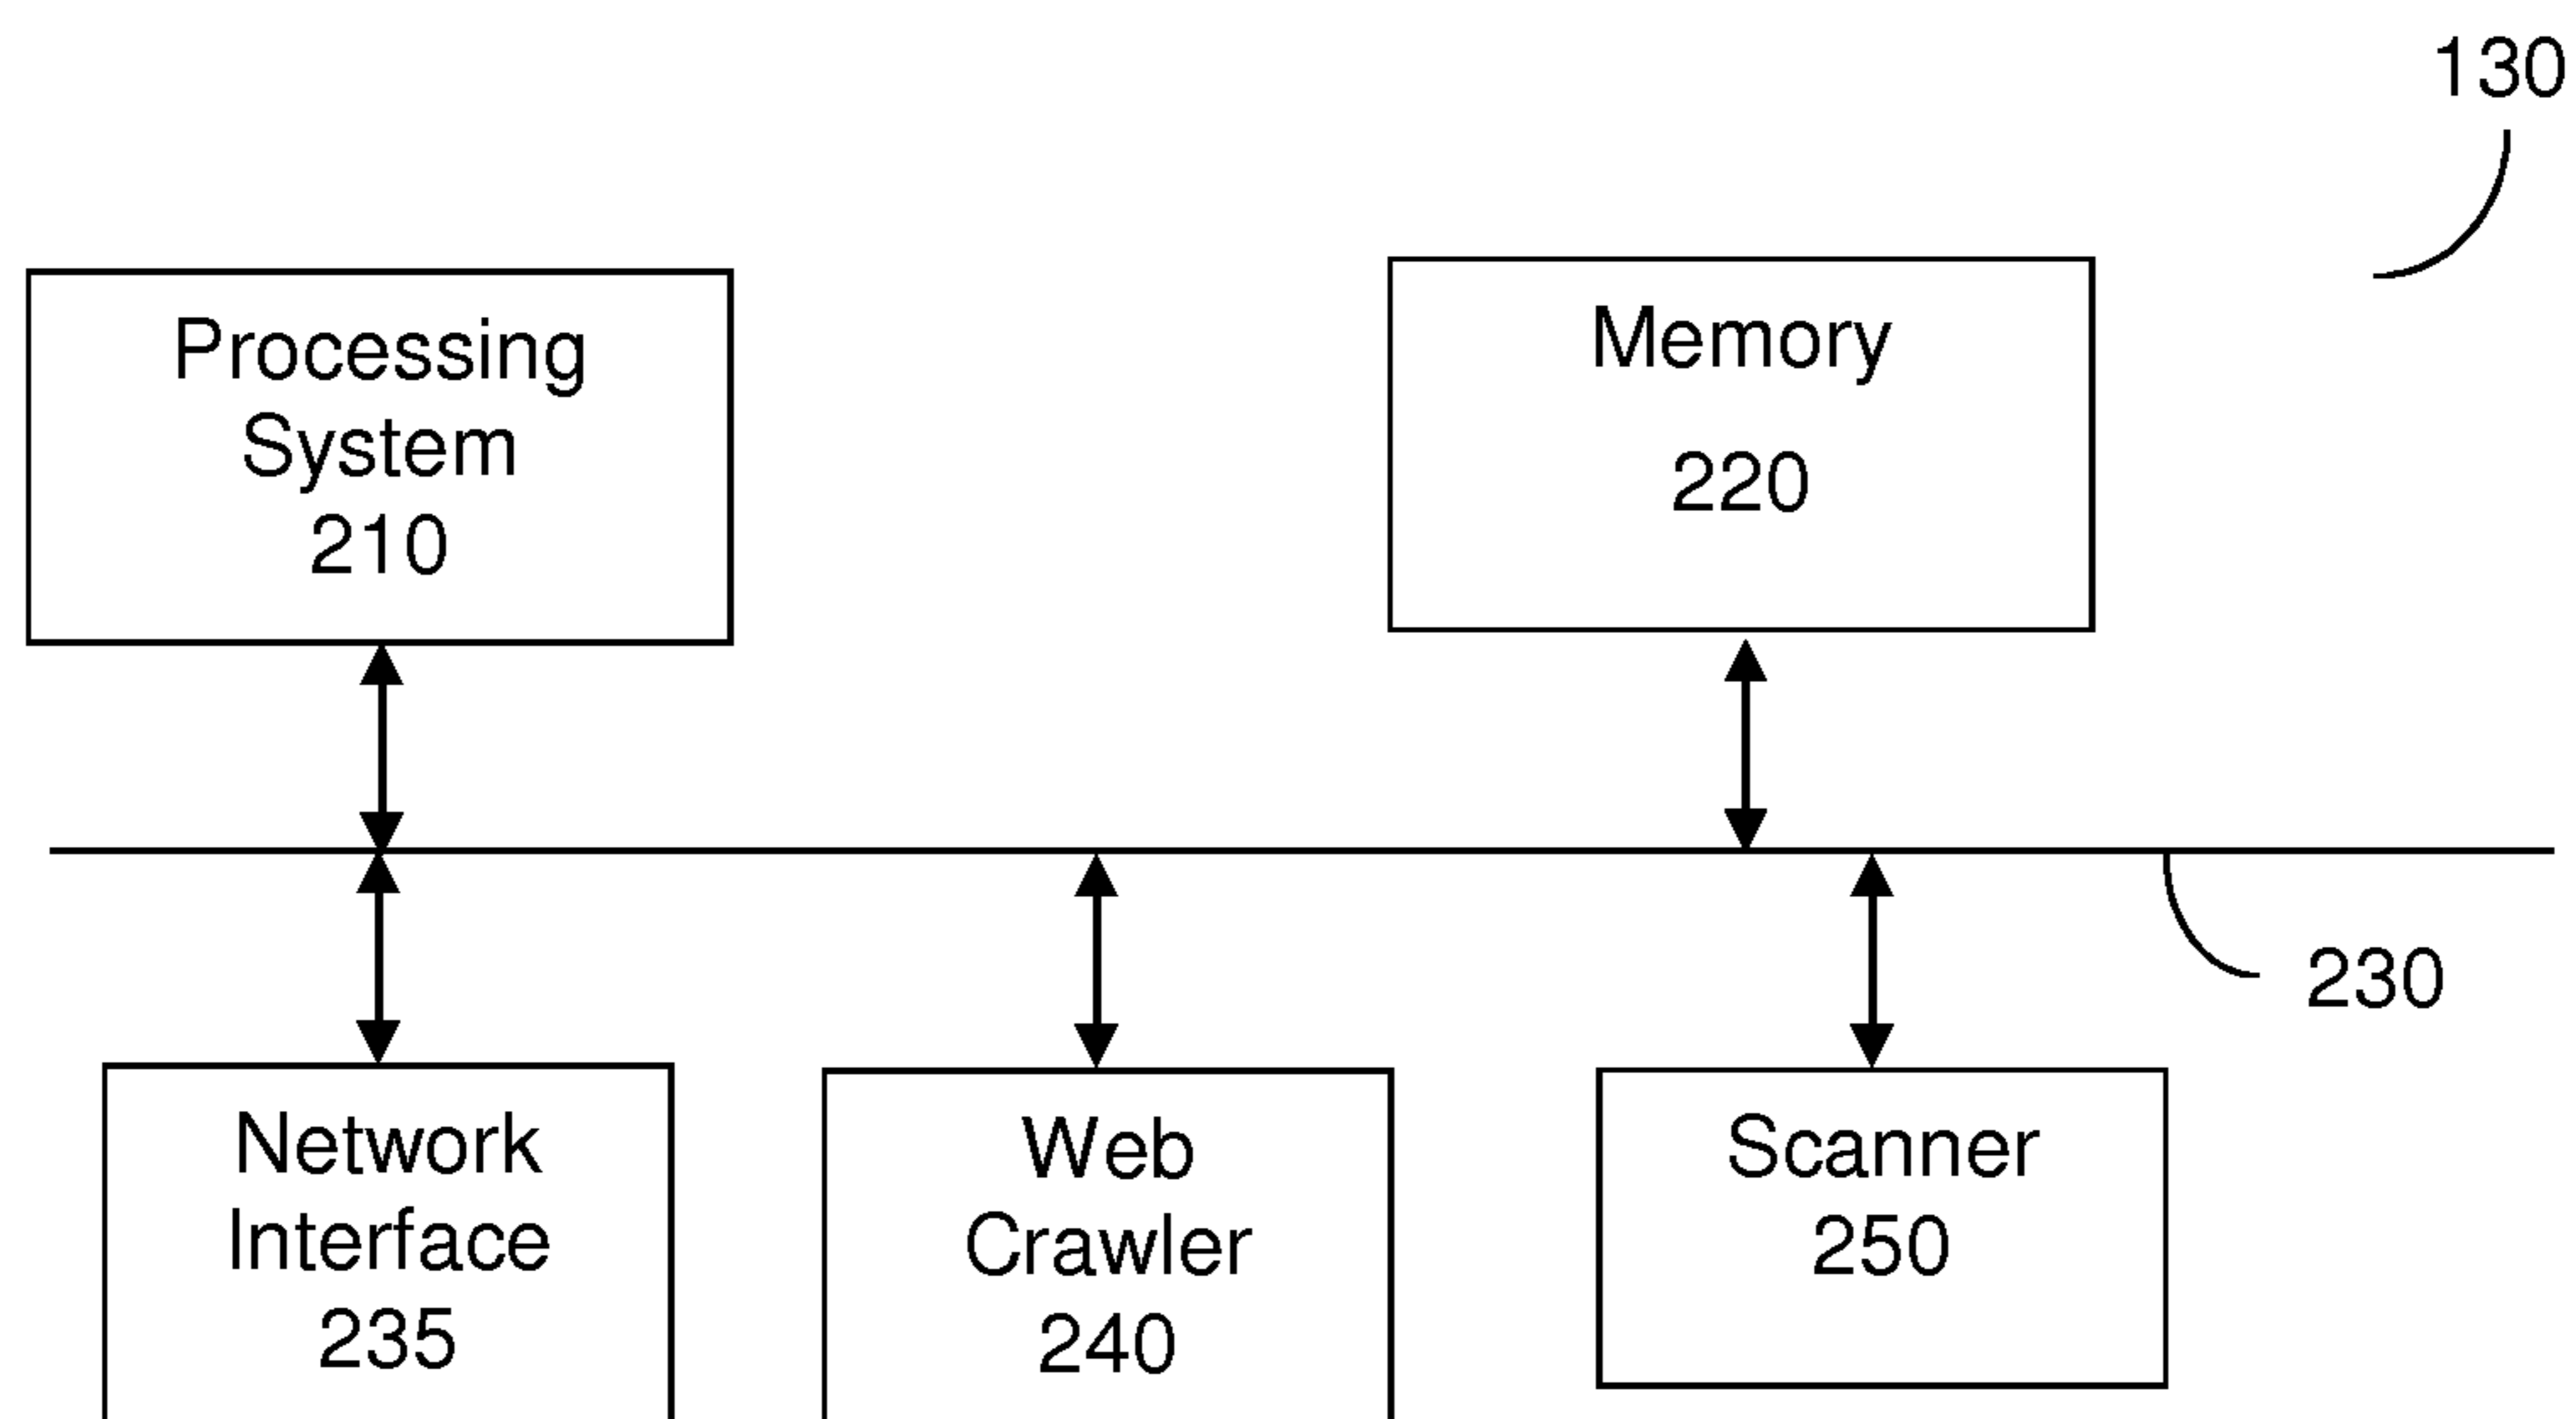 130
Processing
System
210
Memory
220
230
Network
Interface
235
Web
Crawler
240
Scanner
250